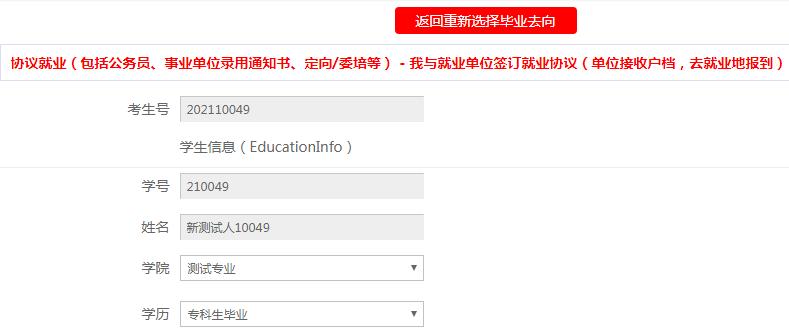 返回重新选择毕业去向
协议就业（包括公务员、事业单位录用通知书、定向/委培等） - 我与就业单位签订就业协议（单位接收户档，去就业地报到）
考生号 202110049
学生信息（EducationInfo）
学号 210049
姓名 新测试人10049
学院 测试专业
学历 专科生毕业